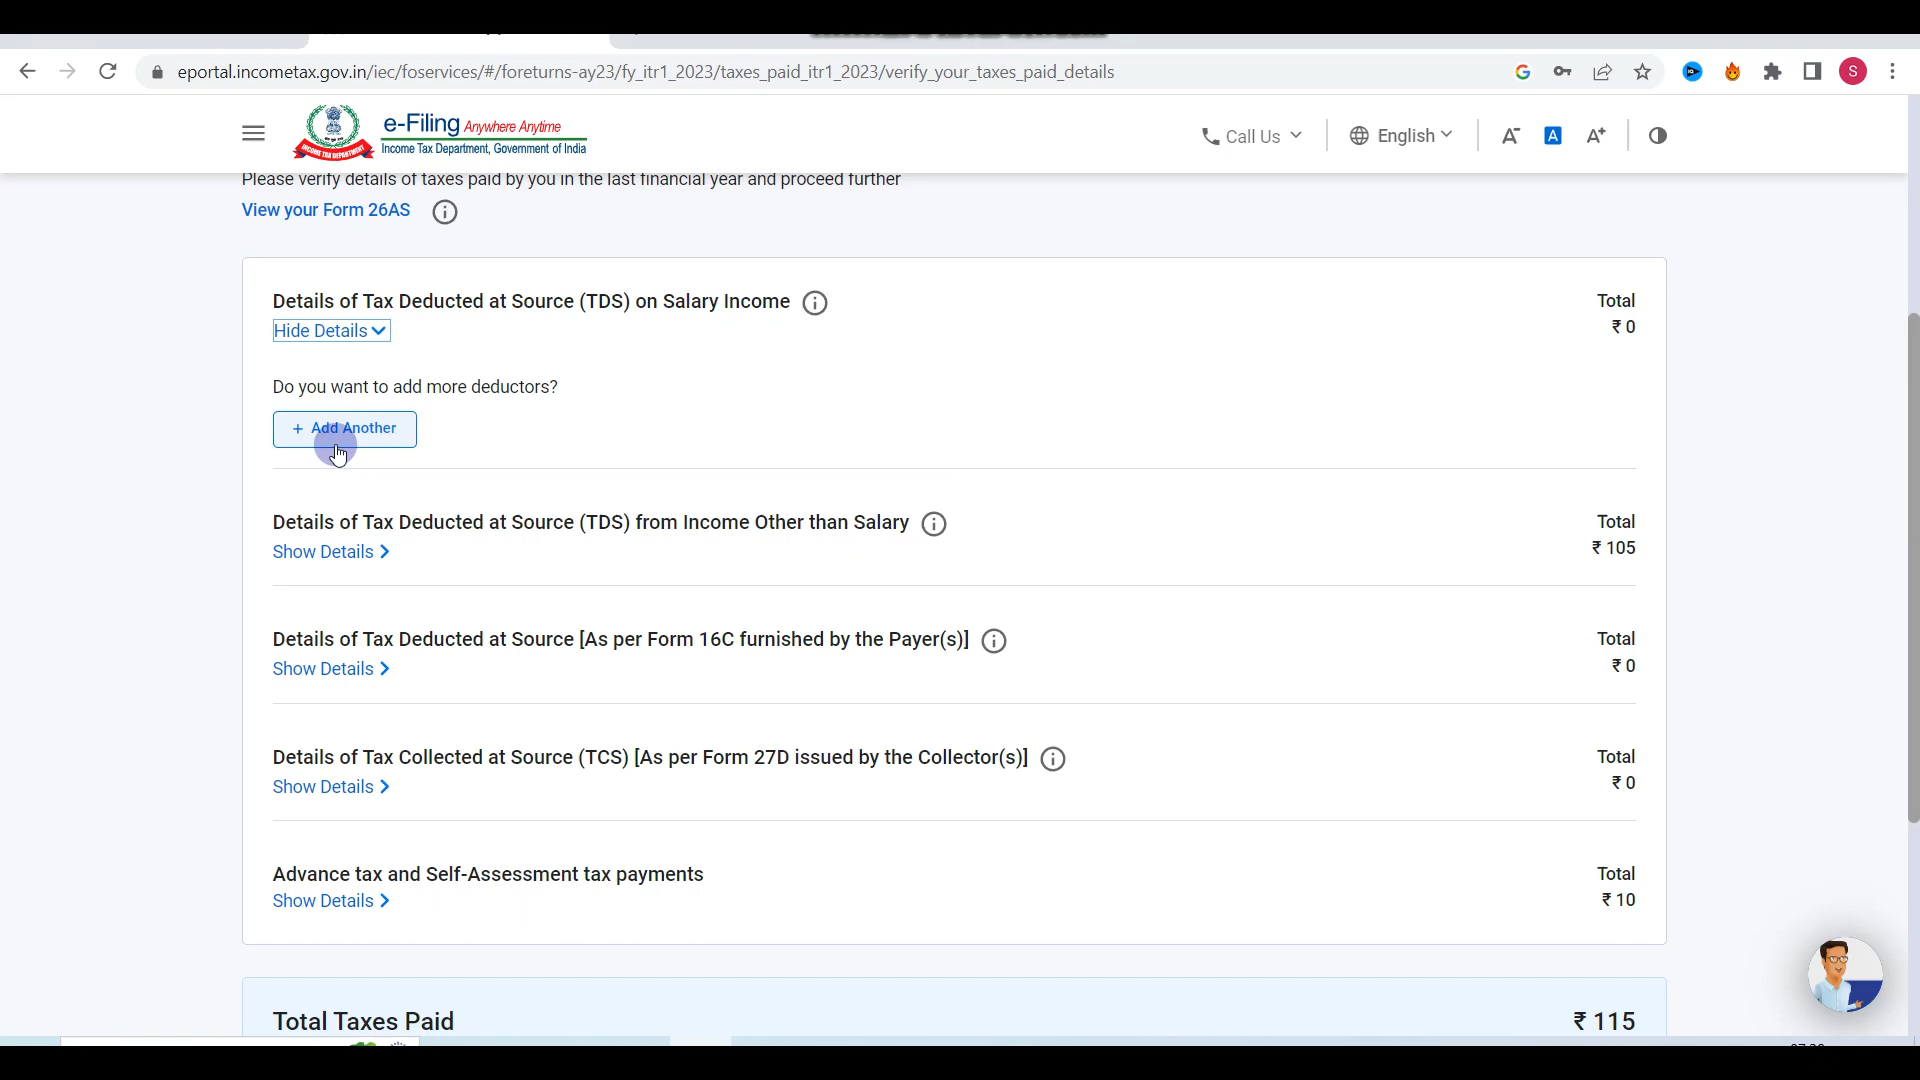 eportal.incometax.gov.in/iec/foservices/#/foreturns-ay23/fy_itr1_2023/taxes_paid_itr1_2023/verify_your_taxes_paid_details
S
e-Filing Anywhere Anytime
Income Tax Department, Government of India
INCOME TAX DEPARTMENT
Call Us
English
A-
A
A+
Please verify details of taxes paid by you in the last financial year and proceed further
View your Form 26AS
Details of Tax Deducted at Source (TDS) on Salary Income
Total
Hide Details
₹ 0
Do you want to add more deductors?
+ Add Another
Details of Tax Deducted at Source (TDS) from Income Other than Salary
Total
Show Details
₹ 105
Details of Tax Deducted at Source [As per Form 16C furnished by the Payer(s)]
Total
Show Details
₹ 0
Details of Tax Collected at Source (TCS) [As per Form 27D issued by the Collector(s)]
Total
Show Details
₹ 0
Advance tax and Self-Assessment tax payments
Total
Show Details
₹ 10
Total Taxes Paid
₹ 115